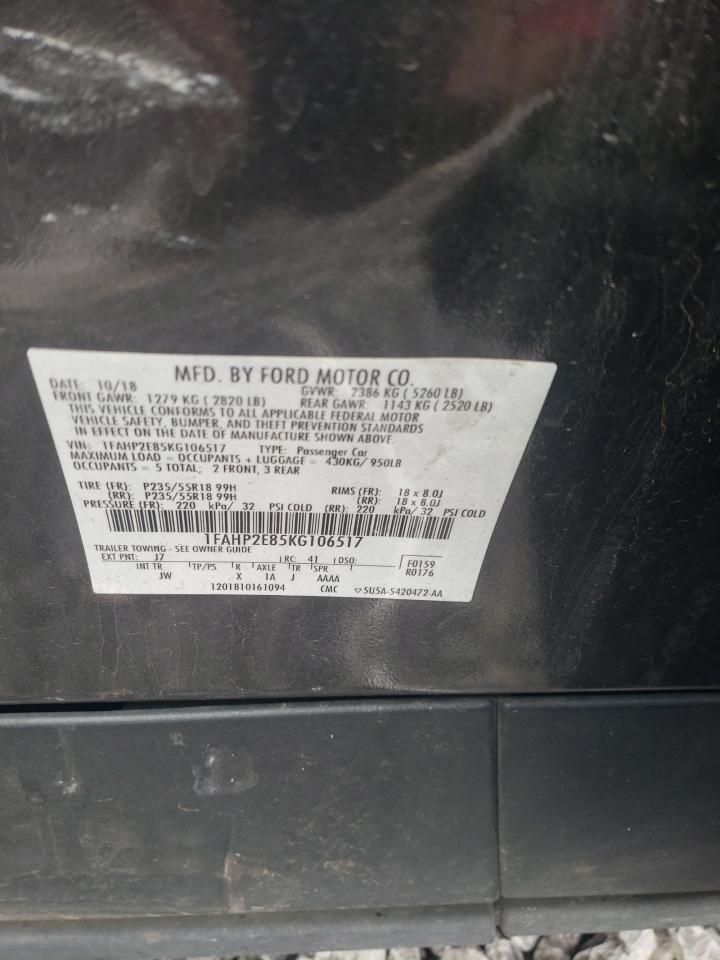 MFD. BY FORD MOTOR CO.
DATE: 10/18 GVWR: 2386 KG ( 5260 LB)
FRONT GAWR: 1279 KG ( 2820 LB) REAR GAWR: 1143 KG ( 2520 LB)
THIS VEHICLE CONFORMS TO ALL APPLICABLE FEDERAL MOTOR
VEHICLE SAFETY, BUMPER, AND THEFT PREVENTION STANDARDS
IN EFFECT ON THE DATE OF MANUFACTURE SHOWN ABOVE.
VIN: 1FAHP2E85KG106517 TYPE: Passenger Car
MAXIMUM LOAD = OCCUPANTS + LUGGAGE = 430KG/ 950LB
OCCUPANTS = 5 TOTAL; 2 FRONT, 3 REAR
TIRE (FR): P235/55R18 99H RIMS (FR): 18 x 8.0J
(RR): P235/55R18 99H (RR): 18 x 8.0J
PRESSURE (FR): 220 kPa/ 32 PSI COLD (RR): 220 kPa/ 32 PSI COLD
1FAHP2E85KG106517
TRAILER TOWING - SEE OWNER GUIDE
EXT PNT: J7 RC: 41 DSO: F0159
INT TR TP/PS R AXLE TR SPR R0176
JW X 1A J AAAA
1201810161094 CMC 5U5A-5420472-AA